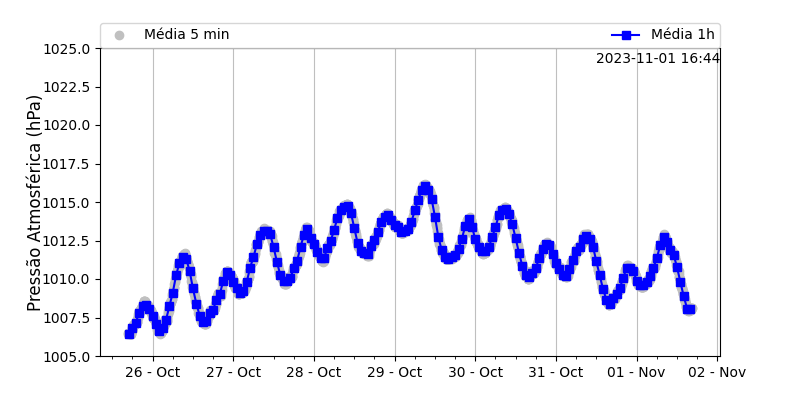 Média 5 min
Média 1h
2023-11-01 16:44
Pressão Atmosférica (hPa)
1025.0
1022.5
1020.0
1017.5
1015.0
1012.5
1010.0
1007.5
1005.0
26 - Oct
27 - Oct
28 - Oct
29 - Oct
30 - Oct
31 - Oct
01 - Nov
02 - Nov